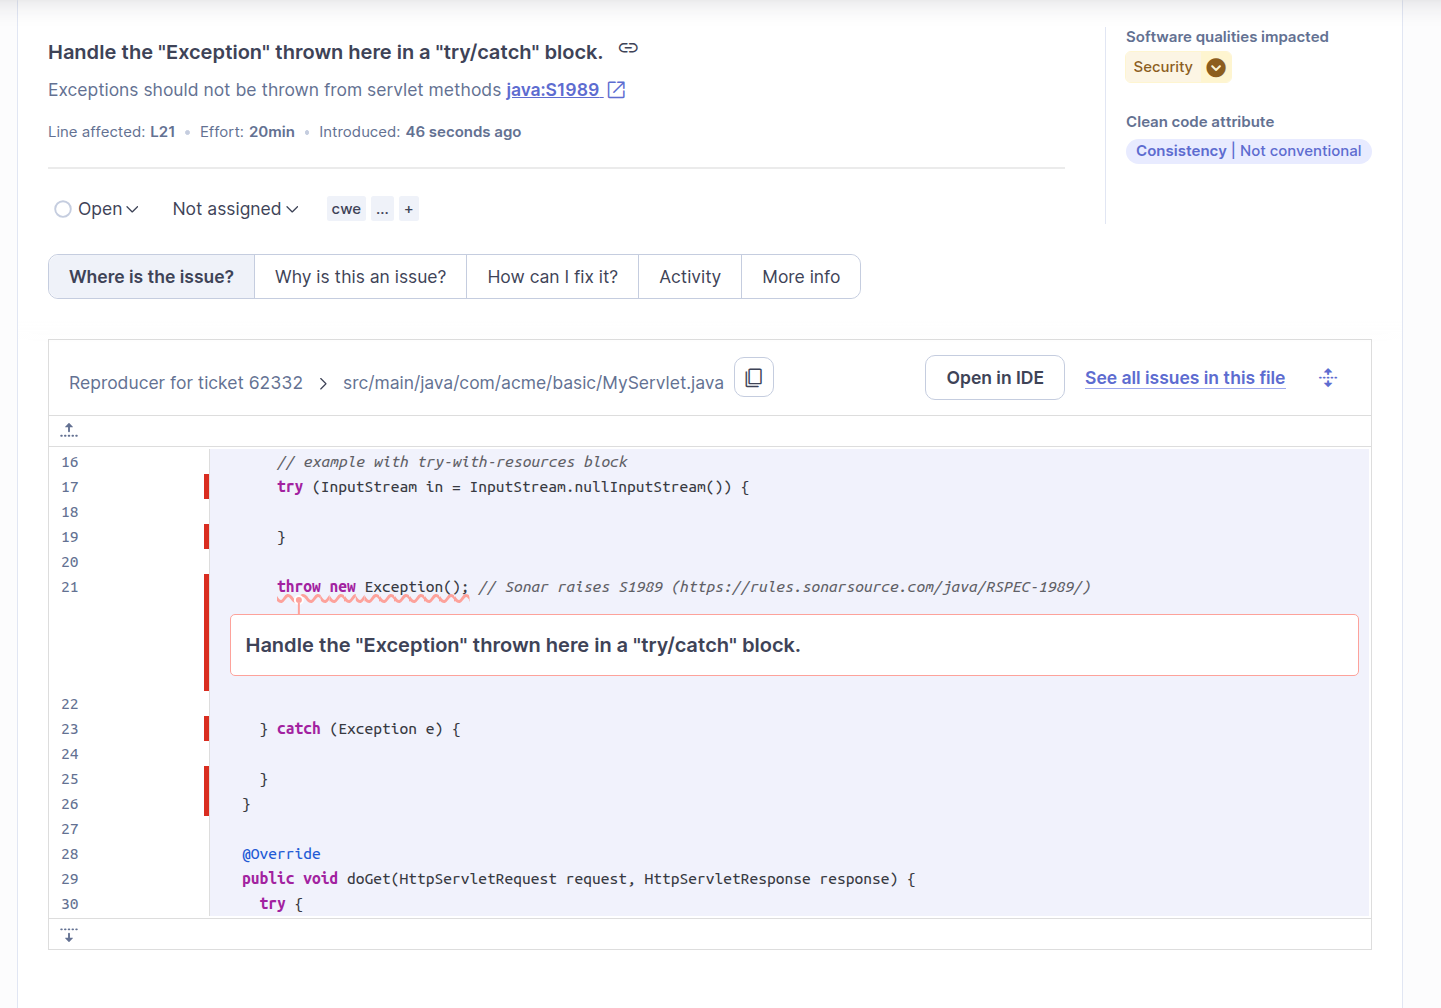 Handle the "Exception" thrown here in a "try/catch" block.
Exceptions should not be thrown from servlet methods java:S1989
Line affected: L21 • Effort: 20min • Introduced: 46 seconds ago
Software qualities impacted
Security
Clean code attribute
Consistency | Not conventional
Open Not assigned cwe ... +
Where is the issue? Why is this an issue? How can I fix it? Activity More info
Reproducer for ticket 62332 > src/main/java/com/acme/basic/MyServlet.java Open in IDE See all issues in this file
16 // example with try-with-resources block
17 try (InputStream in = InputStream.nullInputStream()) {
18
19 }
20
21 throw new Exception(); // Sonar raises S1989 (https://rules.sonarsource.com/java/RSPEC-1989/)
Handle the "Exception" thrown here in a "try/catch" block.
22
23 } catch (Exception e) {
24
25 }
26 }
27
28 @Override
29 public void doGet(HttpServletRequest request, HttpServletResponse response) {
30 try {